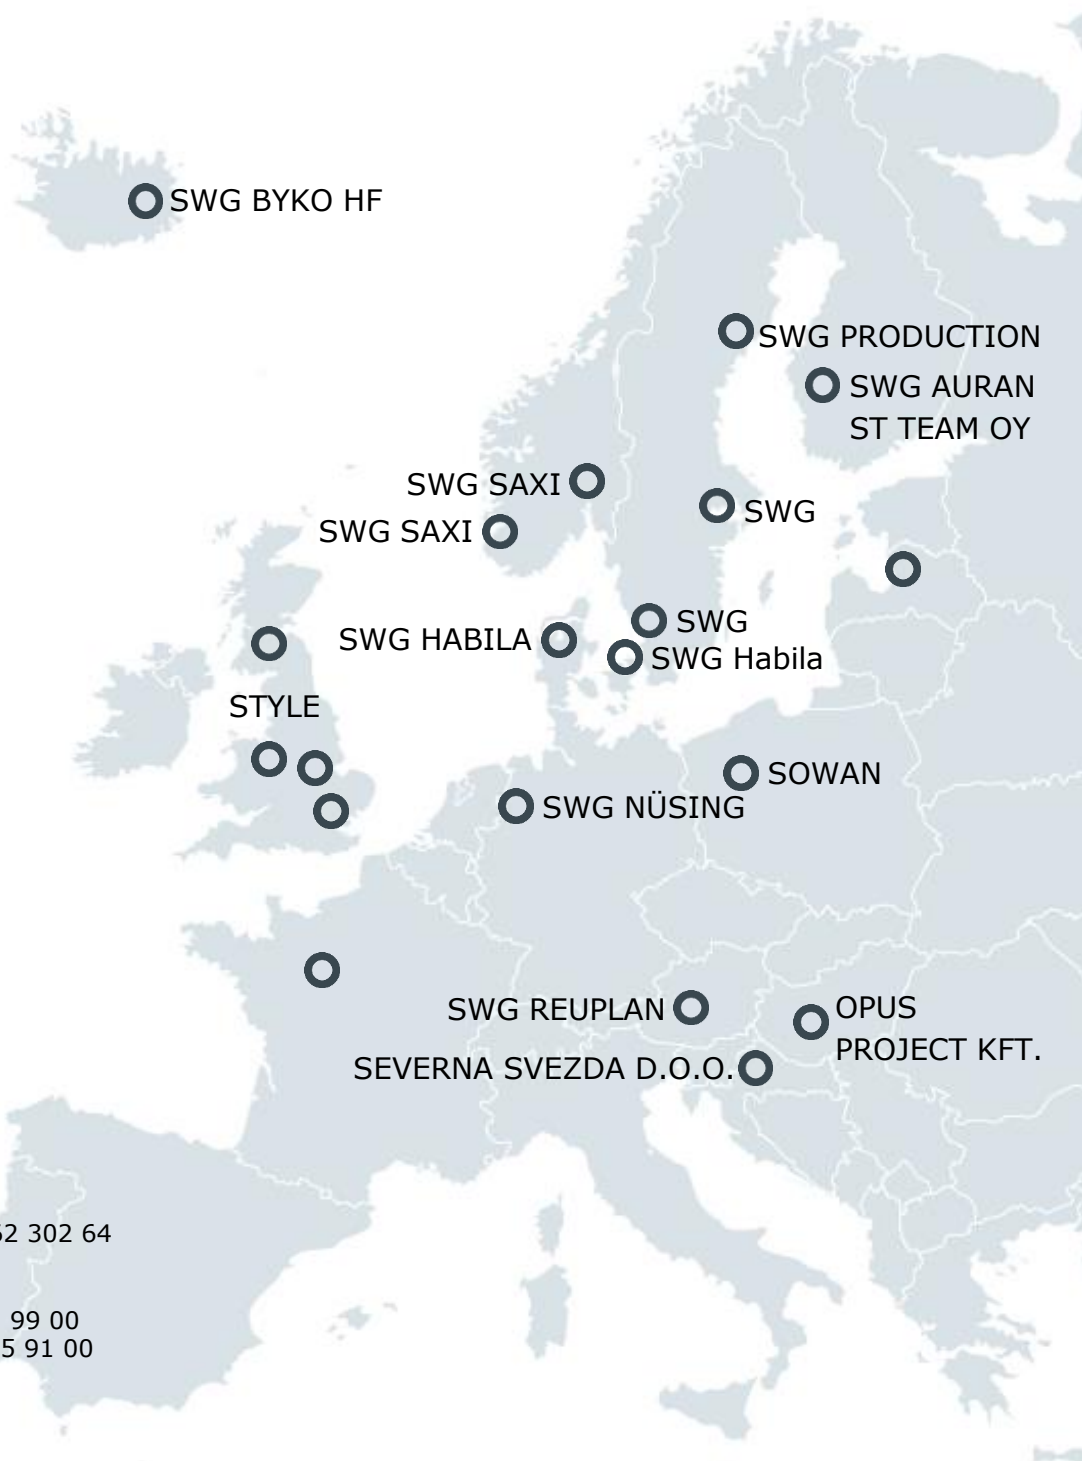 SWG BYKO HF
SWG PRODUCTION
SWG AURAN
ST TEAM OY
SWG SAXI
SWG
SWG SAXI
SWG
SWG HABILA
SWG Habila
STYLE
SOWAN
SWG NÜSING
SWG REUPLAN
OPUS
PROJECT KFT.
SEVERNA SVEZDA D.O.O.
62 302 64
99 00
5 91 00